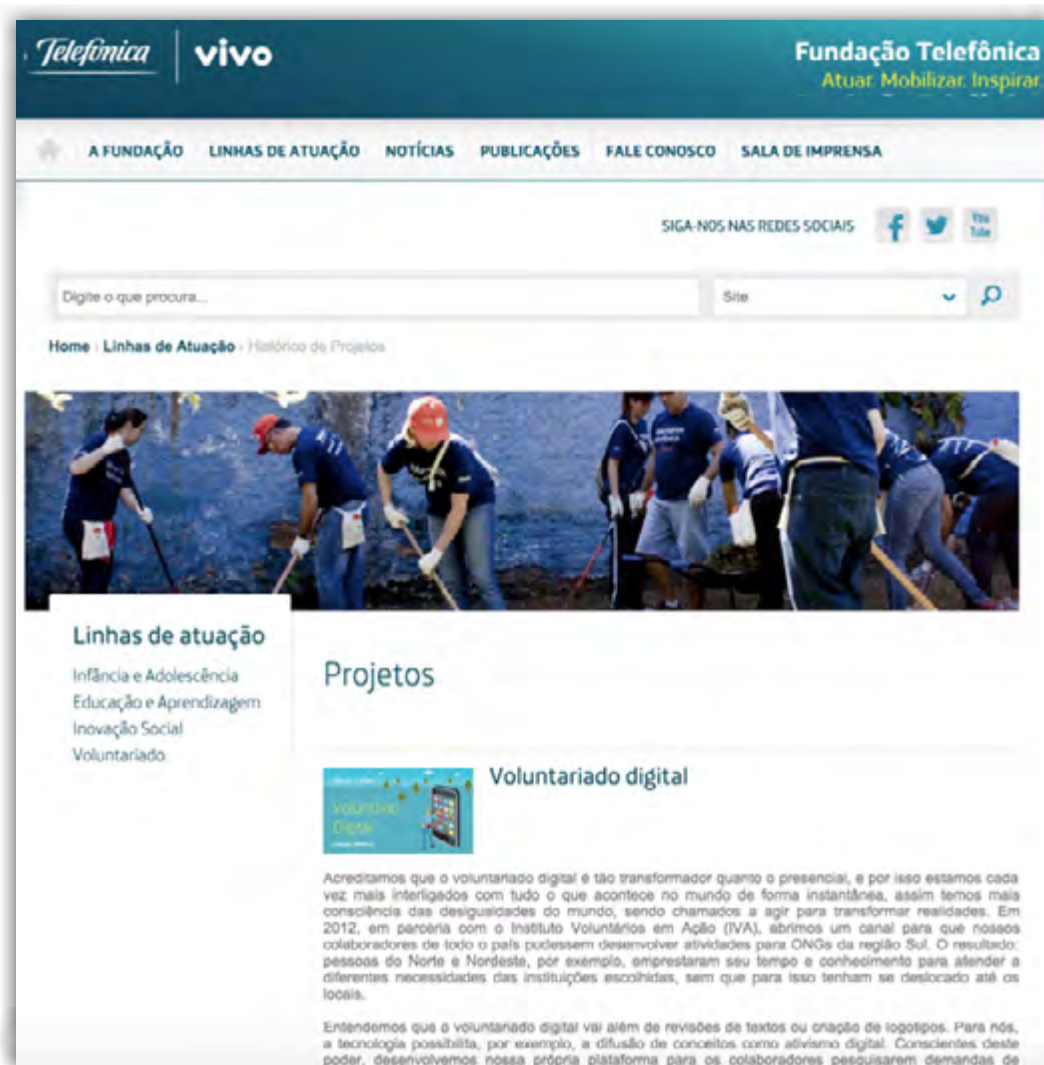 Telefónica vivo
Fundação Telefônica
Atuar. Mobilizar. Inspirar.
A FUNDAÇÃO LINHAS DE ATUAÇÃO NOTÍCIAS PUBLICAÇÕES FALE CONOSCO SALA DE IMPRENSA
SIGA-NOS NAS REDES SOCIAIS f You Tube
Digite o que procura... Site
Home › Linhas de Atuação › Histórico de Projetos
Linhas de atuação
Infância e Adolescência
Educação e Aprendizagem
Inovação Social
Voluntariado
Projetos
Voluntariado digital
Acreditamos que o voluntariado digital é tão transformador quanto o presencial, e por isso estamos cada
vez mais interligados com tudo o que acontece no mundo de forma instantânea, assim temos mais
consciência das desigualdades do mundo, sendo chamados a agir para transformar realidades. Em
2012, em parceria com o Instituto Voluntários em Ação (IVA), abrimos um canal para que nossos
colaboradores de todo o país pudessem desenvolver atividades para ONGs da região Sul. O resultado:
pessoas do Norte e Nordeste, por exemplo, emprestaram seu tempo e conhecimento para atender a
diferentes necessidades das instituições escolhidas, sem que para isso tenham se deslocado até os
locais.
Entendemos que o voluntariado digital vai além de revisões de textos ou criação de logotipos. Para nós,
a tecnologia possibilita, por exemplo, a difusão de conceitos como ativismo digital. Conscientes deste
poder, desenvolvemos nossa própria plataforma para os colaboradores pesquisarem demandas de